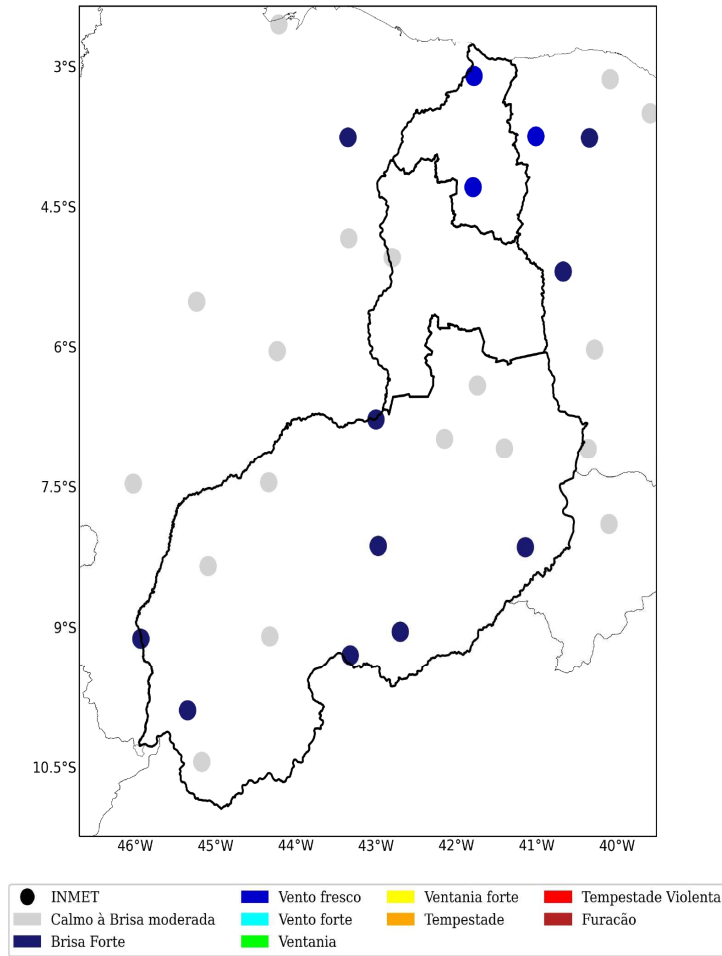 3°S
4.5°S
6°S
7.5°S
9°S
10.5°S
46°W 45°W 44°W 43°W 42°W 41°W 40°W
INMET Vento fresco Ventania forte Tempestade Violenta
Calmo à Brisa moderada Vento forte Tempestade Furacão
Brisa Forte Ventania